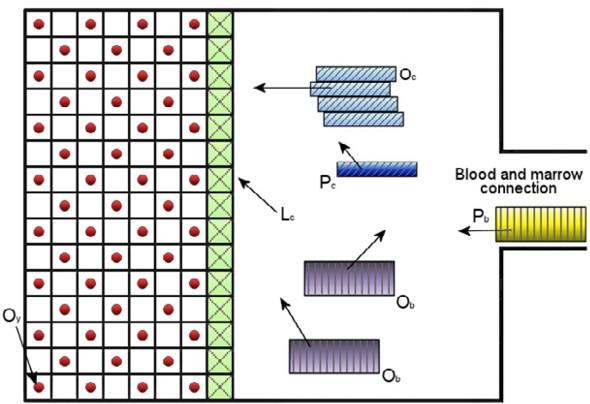 Oc
Pc
Blood and marrow
connection
Pb
Lc
Ob
Oy
Ob